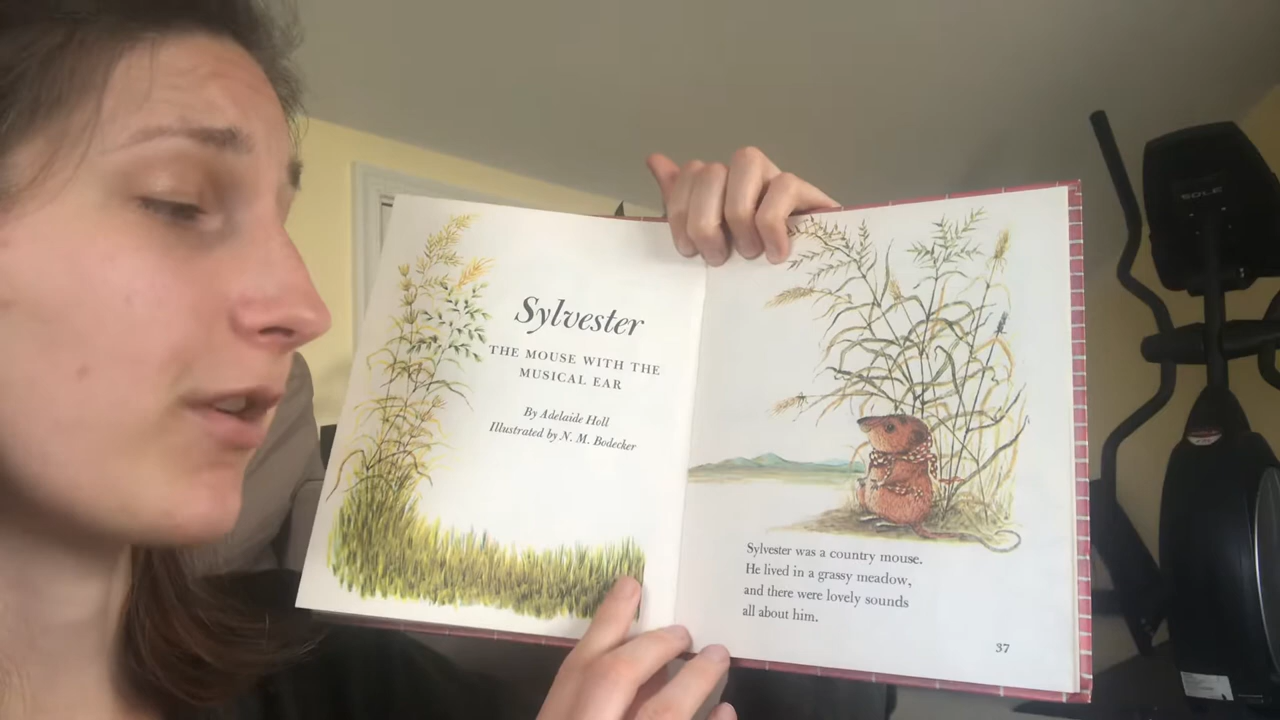 Sylvester
THE MOUSE WITH THE
MUSICAL EAR
By Adelaide Holl
Illustrated by N. M. Bodecker
Sylvester was a country mouse.
He lived in a grassy meadow,
and there were lovely sounds
all about him.
37
SOLE